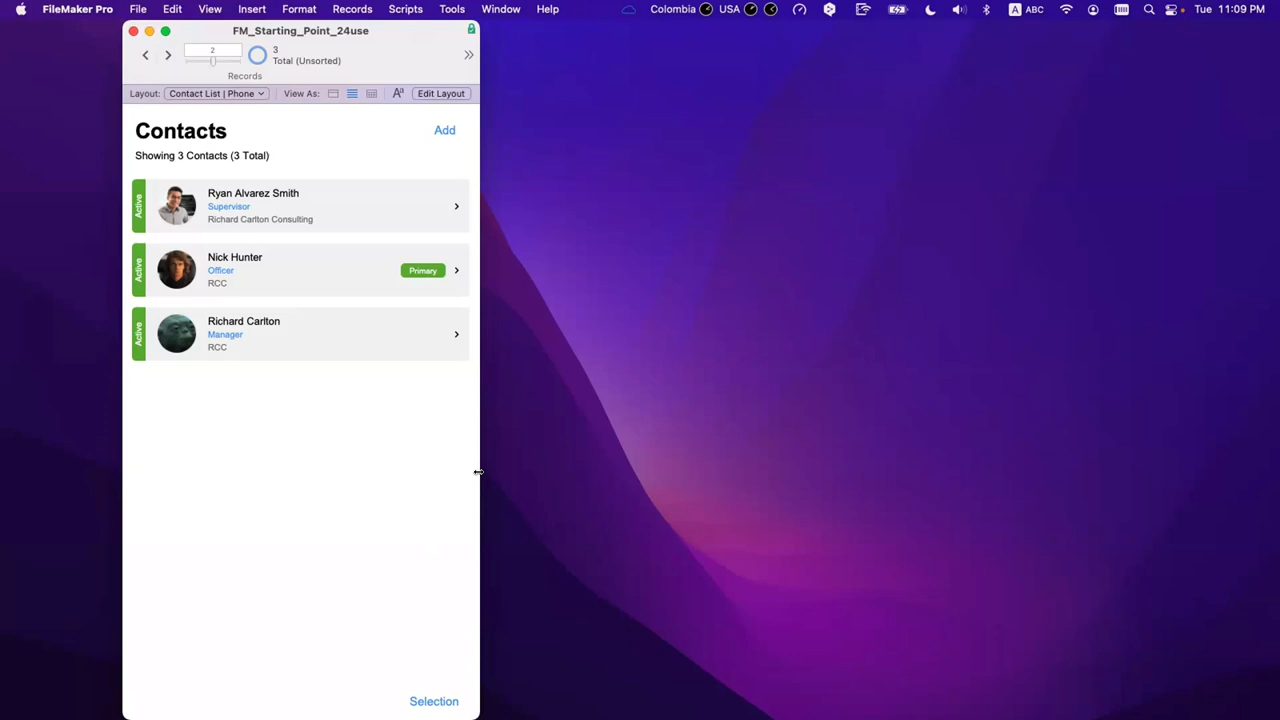 FileMaker Pro File Edit View Insert Format Records Scripts Tools Window Help Colombia USA A ABC Tue 11:09 PM
FM_Starting_Point_24use
2
3
Total (Unsorted)
Records
Layout: Contact List | Phone View As: Aa Edit Layout
Contacts
Add
Showing 3 Contacts (3 Total)
Active
Ryan Alvarez Smith
Supervisor
Richard Carlton Consulting
Active
Nick Hunter
Officer
RCC
Primary
Active
Richard Carlton
Manager
RCC
Selection